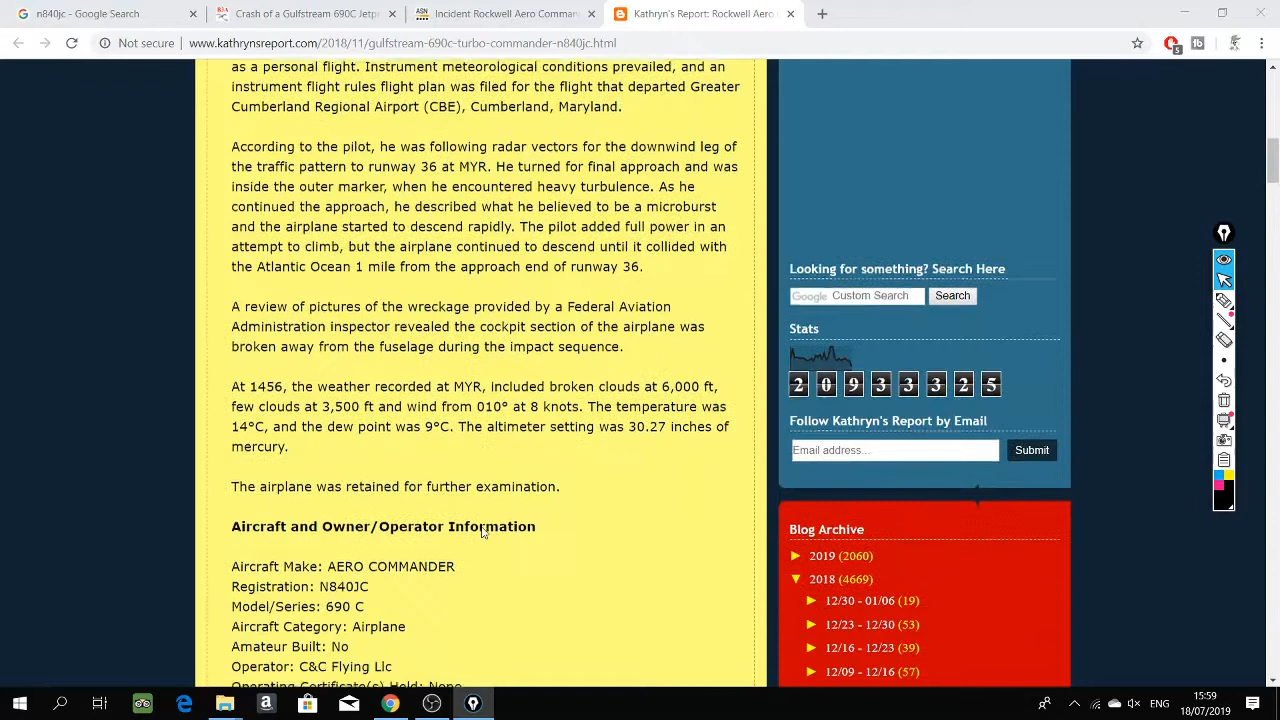 n840jc - Google Search
Crash of a Gulfstream 690C Jetp
Incident Rockwell Aero Comman
Kathryn's Report: Rockwell Aero
Not secure
www.kathrynsreport.com/2018/11/gulfstream-690c-turbo-commander-n840jc.html
as a personal flight. Instrument meteorological conditions prevailed, and an
instrument flight rules flight plan was filed for the flight that departed Greater
Cumberland Regional Airport (CBE), Cumberland, Maryland.
According to the pilot, he was following radar vectors for the downwind leg of
the traffic pattern to runway 36 at MYR. He turned for final approach and was
inside the outer marker, when he encountered heavy turbulence. As he
continued the approach, he described what he believed to be a microburst
and the airplane started to descend rapidly. The pilot added full power in an
attempt to climb, but the airplane continued to descend until it collided with
the Atlantic Ocean 1 mile from the approach end of runway 36.
A review of pictures of the wreckage provided by a Federal Aviation
Administration inspector revealed the cockpit section of the airplane was
broken away from the fuselage during the impact sequence.
At 1456, the weather recorded at MYR, included broken clouds at 6,000 ft,
few clouds at 3,500 ft and wind from 010° at 8 knots. The temperature was
14°C, and the dew point was 9°C. The altimeter setting was 30.27 inches of
mercury.
The airplane was retained for further examination.
Aircraft and Owner/Operator Information
Aircraft Make: AERO COMMANDER
Registration: N840JC
Model/Series: 690 C
Aircraft Category: Airplane
Amateur Built: No
Operator: C&C Flying Llc
Operating Certificate(s) Held: None
Looking for something? Search Here
Google Custom Search Search
Stats
2 0 9 3 3 3 2 5
Follow Kathryn's Report by Email
Email address... Submit
Blog Archive
► 2019 (2060)
▼ 2018 (4669)
► 12/30 - 01/06 (19)
► 12/23 - 12/30 (53)
► 12/16 - 12/23 (39)
► 12/09 - 12/16 (57)
ENG
15:59
18/07/2019